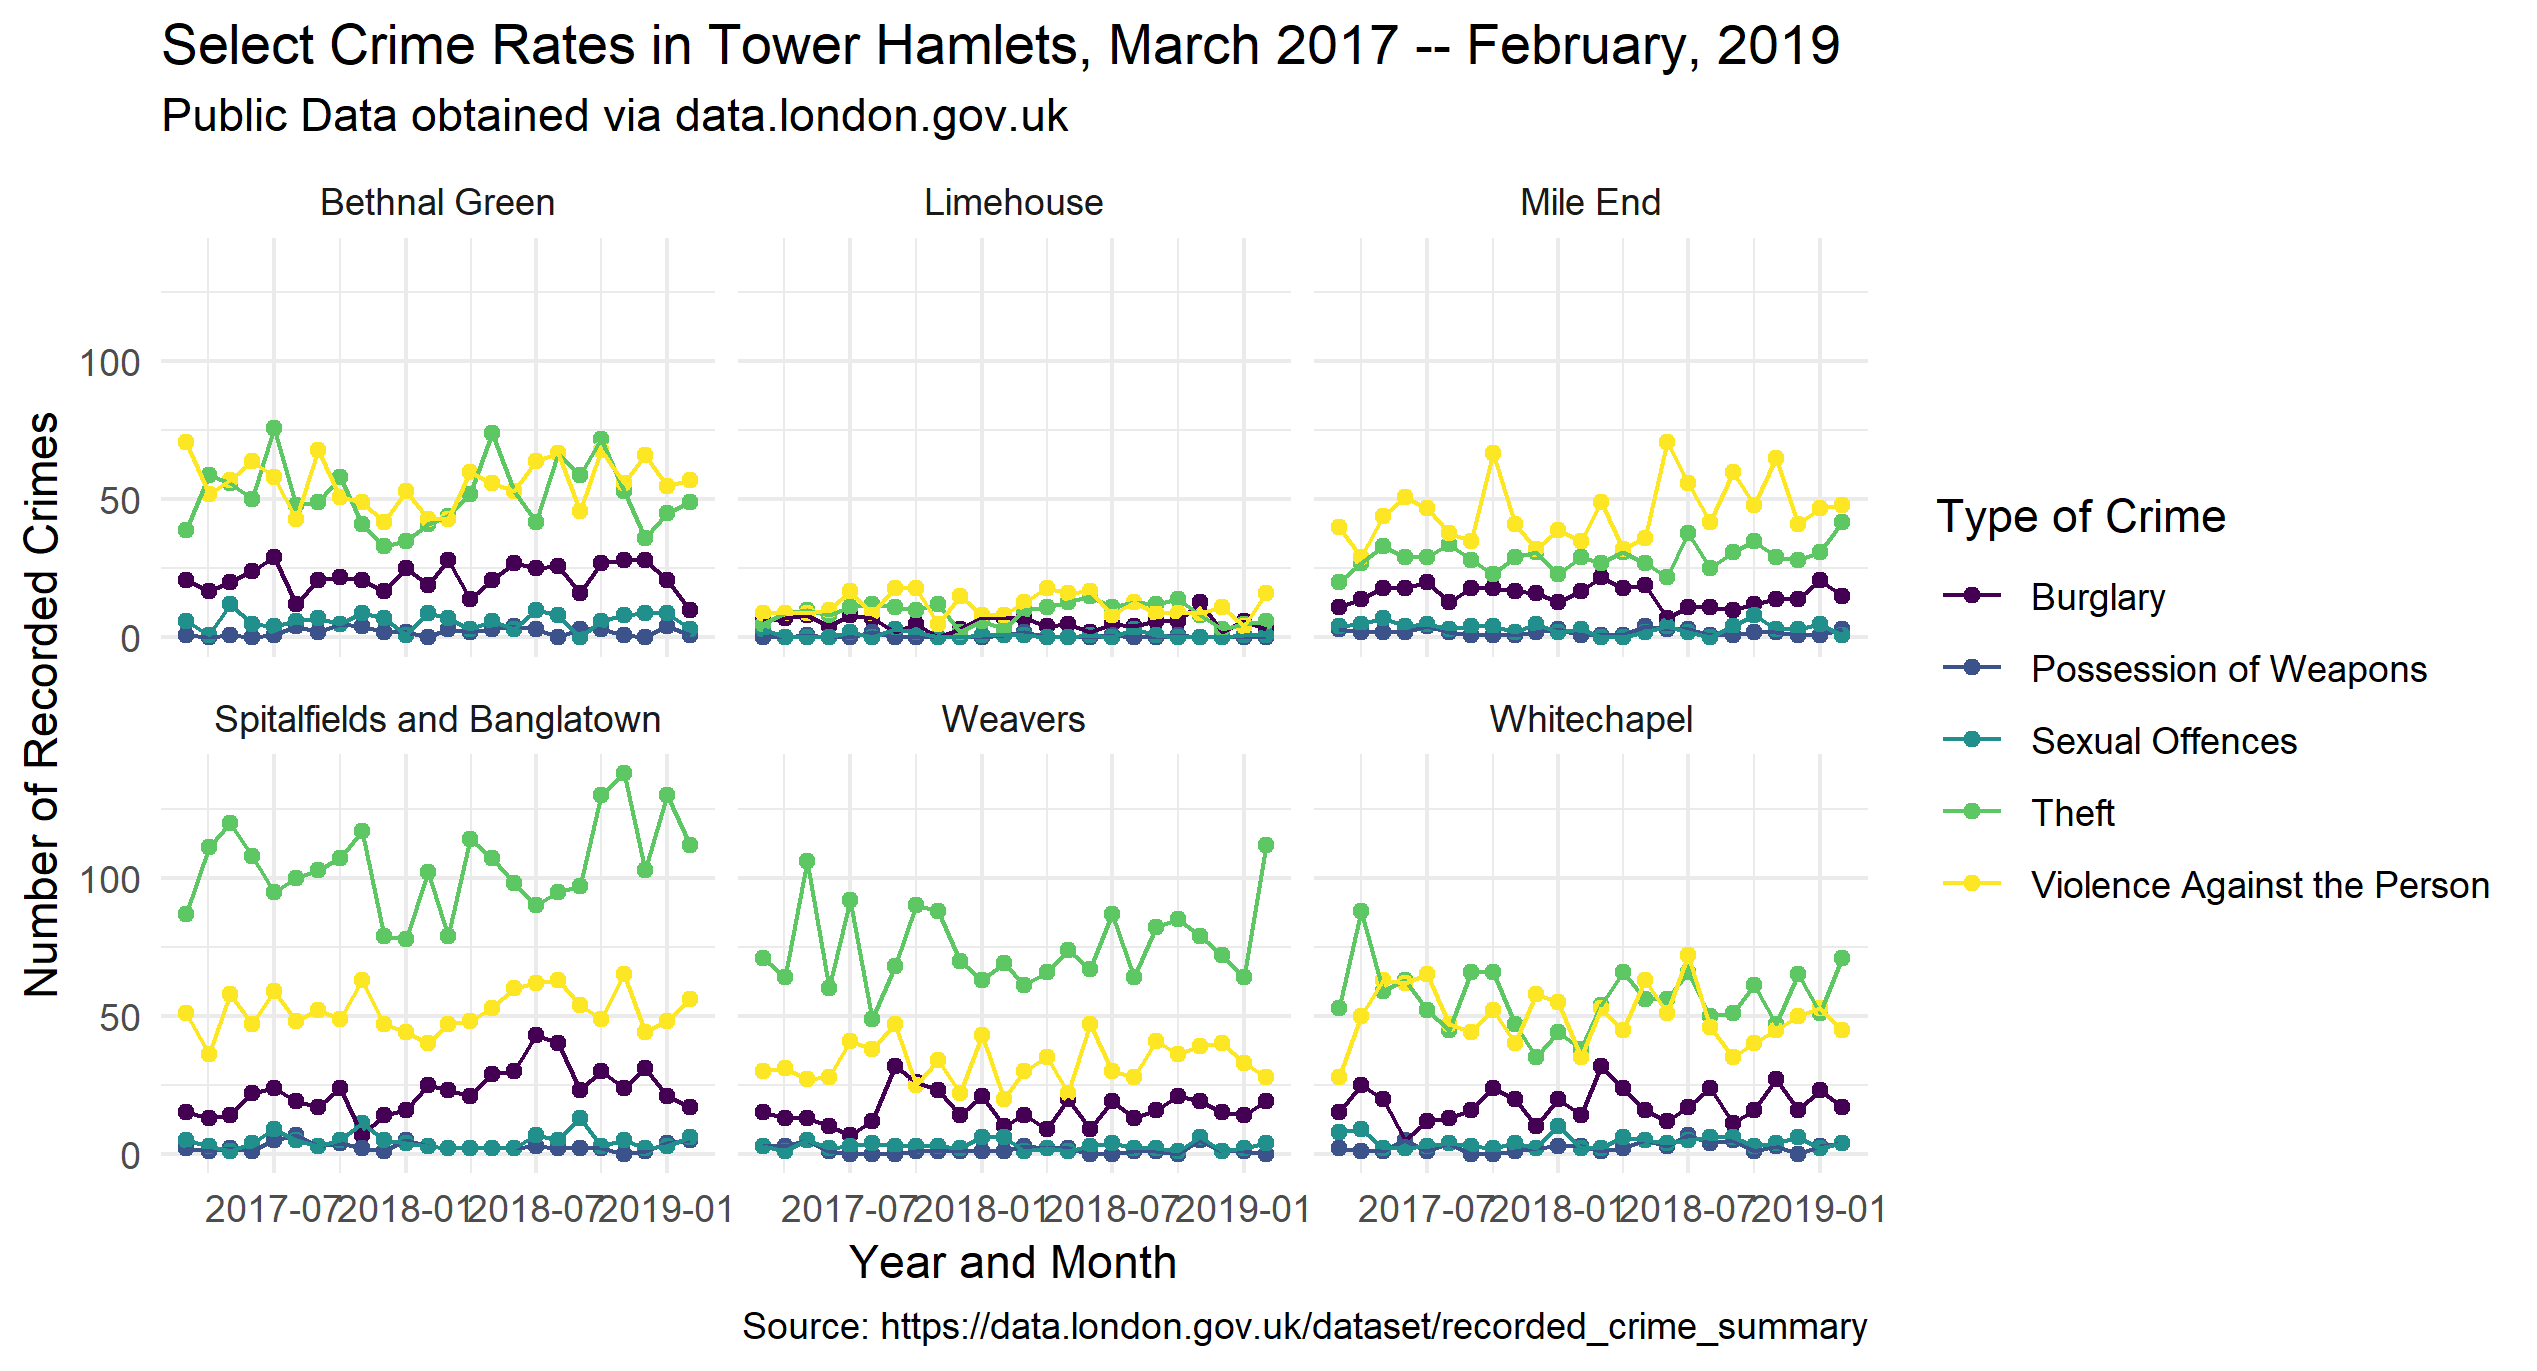 Select Crime Rates in Tower Hamlets, March 2017 -- February, 2019
Public Data obtained via data.london.gov.uk
Bethnal Green
Limehouse
Mile End
100
50
0
Spitalfields and Banglatown
Weavers
Whitechapel
100
50
0
2017-07 2018-01 2018-07 2019-01
2017-07 2018-01 2018-07 2019-01
2017-07 2018-01 2018-07 2019-01
Number of Recorded Crimes
Year and Month
Type of Crime
Burglary
Possession of Weapons
Sexual Offences
Theft
Violence Against the Person
Source: https://data.london.gov.uk/dataset/recorded_crime_summary